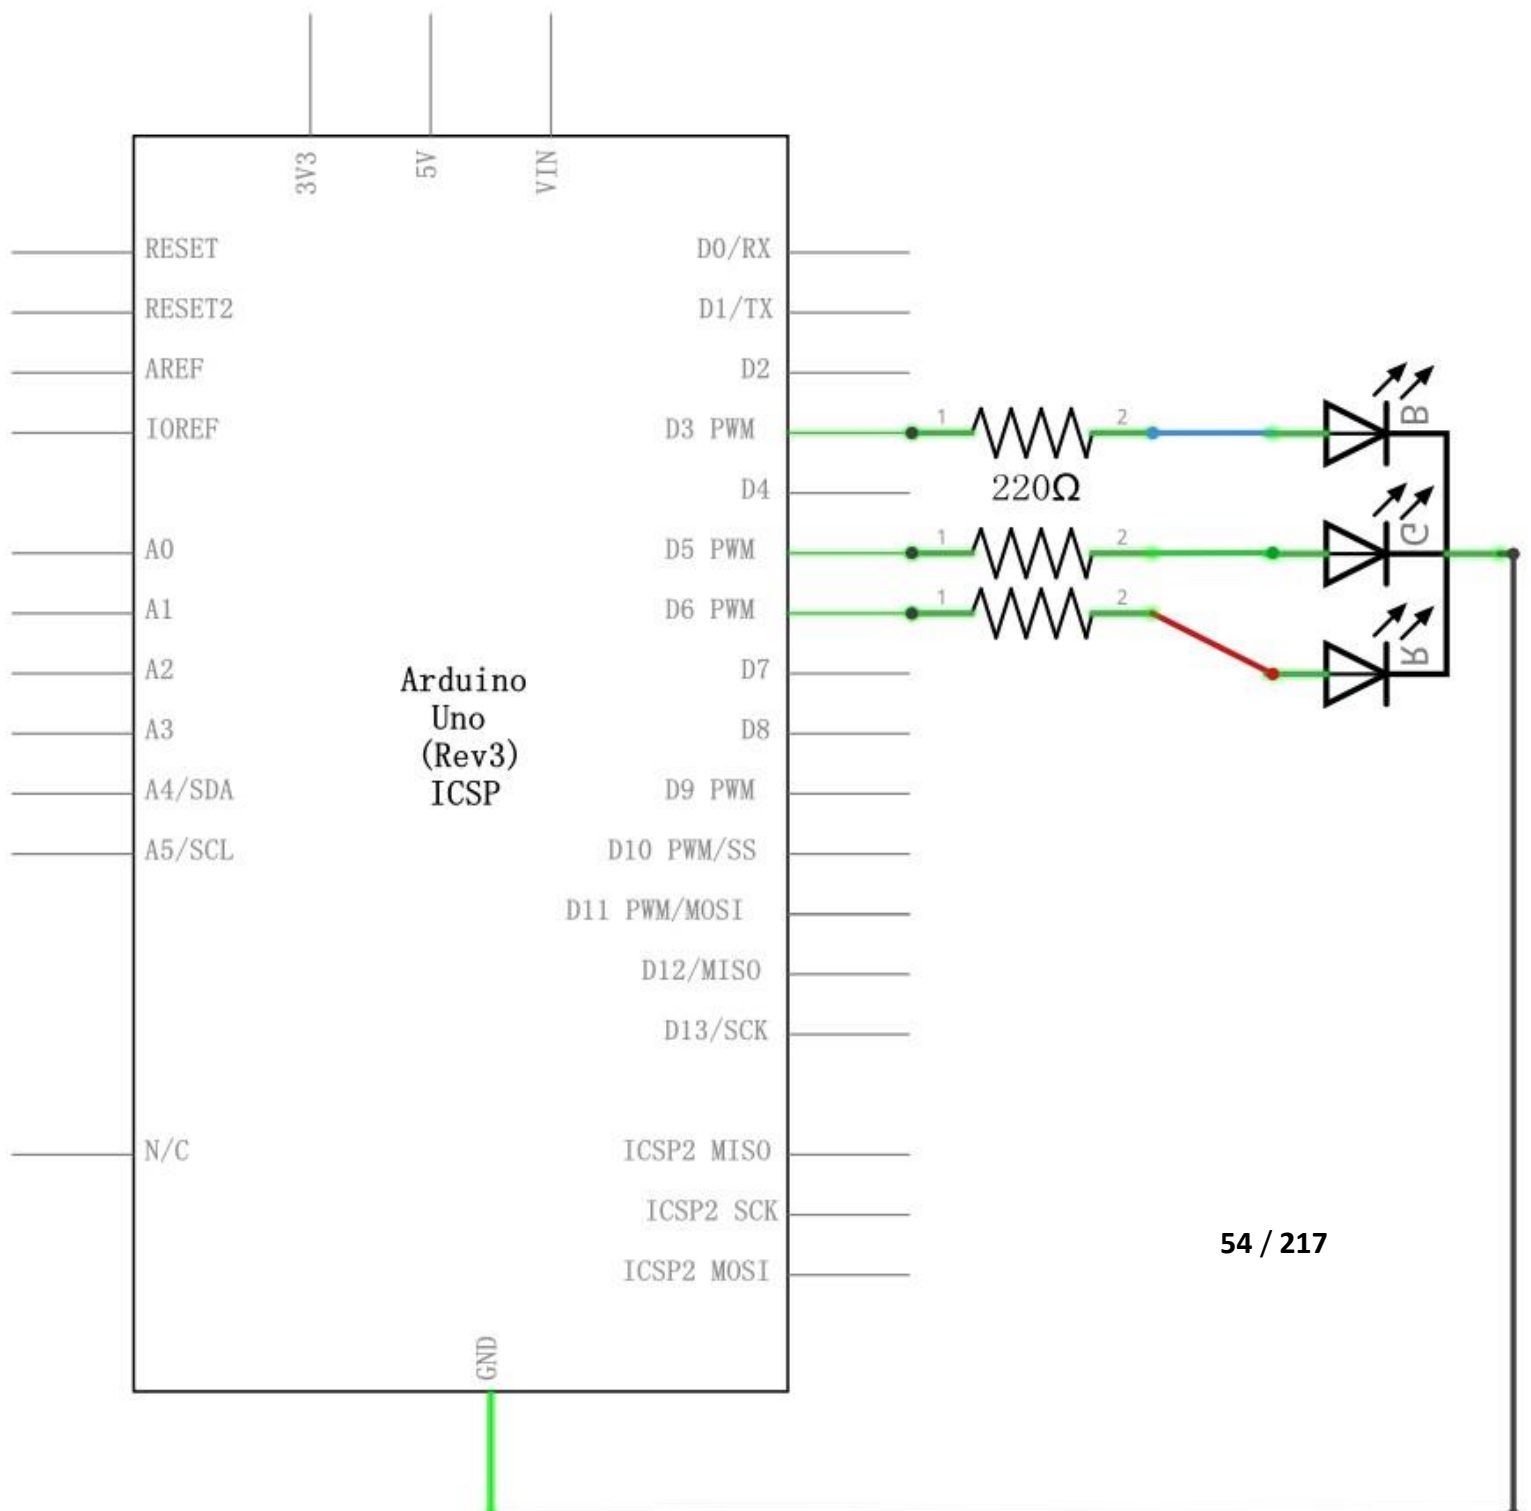 3V3
5V
VIN
RESET
D0/RX
RESET2
D1/TX
AREF
D2
IOREF
D3 PWM
1
2
B
220Ω
D4
A0
D5 PWM
1
2
G
A1
D6 PWM
1
2
R
A2
D7
Arduino
Uno
(Rev3)
ICSP
A3
D8
A4/SDA
D9 PWM
A5/SCL
D10 PWM/SS
D11 PWM/MOSI
D12/MISO
D13/SCK
N/C
ICSP2 MISO
ICSP2 SCK
ICSP2 MOSI
54 / 217
GND